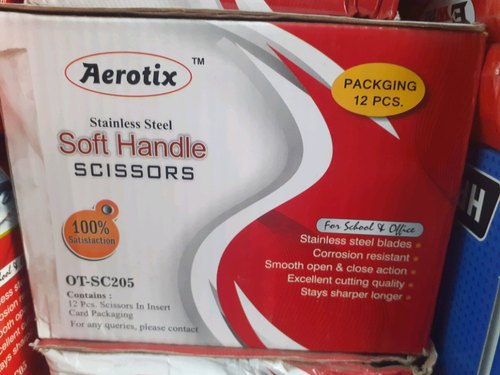 Aerotix TM
PACKGING
12 PCS.
Stainless Steel
Soft Handle
SCISSORS
100%
Satisfaction
For School & Office
Stainless steel blades
Corrosion resistant
Smooth open & close action
Excellent cutting quality
Stays sharper longer
OT-SC205
Contains :
12 Pcs. Scissors In Insert
Card Packaging
For any queries, please contact